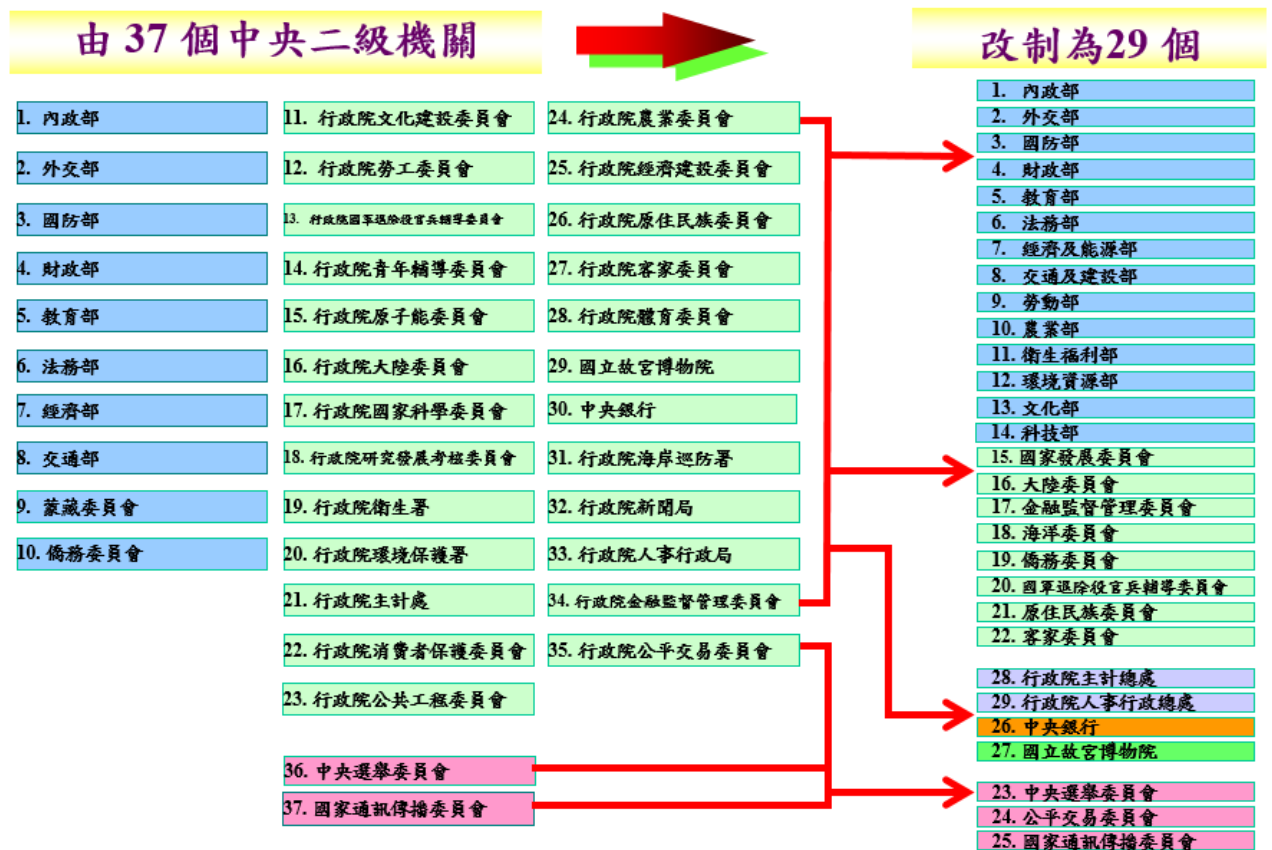 由 37 個中央二級機關
改制為29 個
1. 內政部
2. 外交部
3. 國防部
4. 財政部
5. 教育部
6. 法務部
7. 經濟部
8. 交通部
9. 蒙藏委員會
10. 僑務委員會
11. 行政院文化建設委員會
12. 行政院勞工委員會
13. 行政院國軍退除役官兵輔導委員會
14. 行政院青年輔導委員會
15. 行政院原子能委員會
16. 行政院大陸委員會
17. 行政院國家科學委員會
18. 行政院研究發展考核委員會
19. 行政院衛生署
20. 行政院環境保護署
21. 行政院主計處
22. 行政院消費者保護委員會
23. 行政院公共工程委員會
36. 中央選舉委員會
37. 國家通訊傳播委員會
24. 行政院農業委員會
25. 行政院經濟建設委員會
26. 行政院原住民族委員會
27. 行政院客家委員會
28. 行政院體育委員會
29. 國立故宮博物院
30. 中央銀行
31. 行政院海岸巡防署
32. 行政院新聞局
33. 行政院人事行政局
34. 行政院金融監督管理委員會
35. 行政院公平交易委員會
1. 內政部
2. 外交部
3. 國防部
4. 財政部
5. 教育部
6. 法務部
7. 經濟及能源部
8. 交通及建設部
9. 勞動部
10. 農業部
11. 衛生福利部
12. 環境資源部
13. 文化部
14. 科技部
15. 國家發展委員會
16. 大陸委員會
17. 金融監督管理委員會
18. 海洋委員會
19. 僑務委員會
20. 國軍退除役官兵輔導委員會
21. 原住民族委員會
22. 客家委員會
28. 行政院主計總處
29. 行政院人事行政總處
26. 中央銀行
27. 國立故宮博物院
23. 中央選舉委員會
24. 公平交易委員會
25. 國家通訊傳播委員會